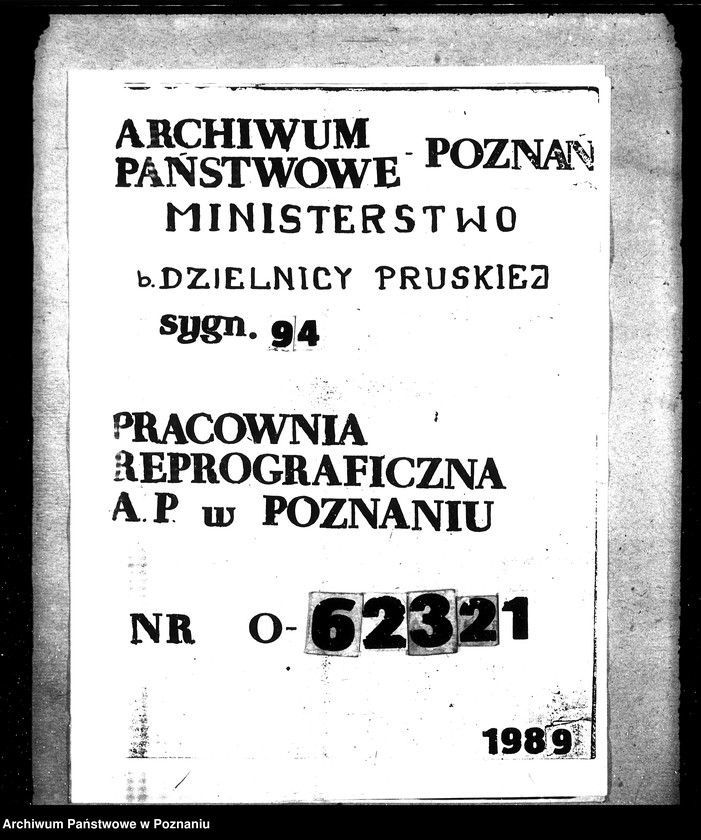 ARCHIWUM
PAŃSTWOWE - POZNAŃ
MINISTERSTWO
b. DZIELNICY PRUSKIEJ
sygn. 94
PRACOWNIA
REPROGRAFICZNA
A.P. w POZNANIU
NR O-62321
1989
Archiwum Państwowe w Poznaniu